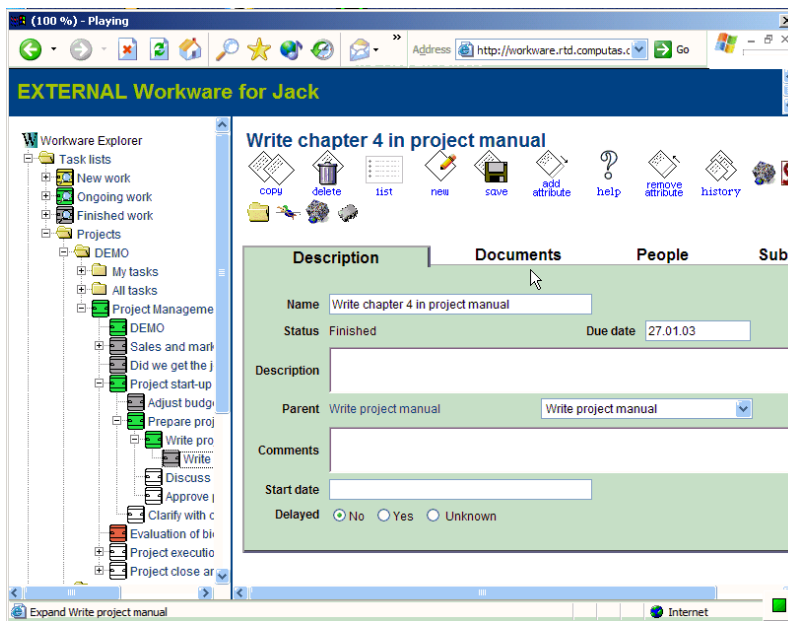 (100 %) - Playing
Address http://workware.rtd.computas.c Go
EXTERNAL Workware for Jack
Workware Explorer
Task lists
New work
Ongoing work
Finished work
Projects
DEMO
My tasks
All tasks
Project Manageme
DEMO
Sales and mark
Did we get the j
Project start-up
Adjust budg
Prepare proj
Write pro
Write
Discuss
Approve p
Clarify with c
Evaluation of bi
Project executio
Project close ar
Write chapter 4 in project manual
copy delete list new save add attribute help remove attribute history
Description Documents People Sub
Name Write chapter 4 in project manual
Status Finished Due date 27.01.03
Description
Parent Write project manual Write project manual
Comments
Start date
Delayed No Yes Unknown
Expand Write project manual Internet